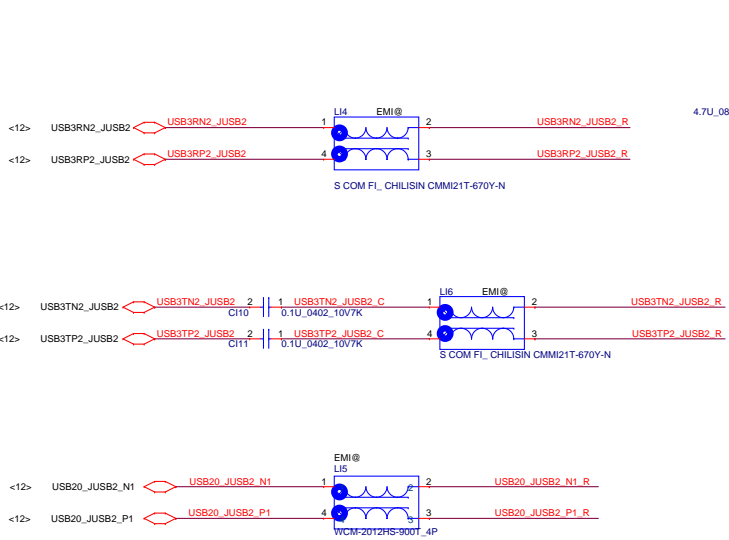 LI4 EMI@ 4.7U_08
<12> USB3RN2_JUSB2 USB3RN2_JUSB2 1 2 USB3RN2_JUSB2_R
<12> USB3RP2_JUSB2 USB3RP2_JUSB2 4 3 USB3RP2_JUSB2_R
S COM FI_ CHILISIN CMMI21T-670Y-N
LI6 EMI@
<12> USB3TN2_JUSB2 USB3TN2_JUSB2 2 1 USB3TN2_JUSB2_C 1 2 USB3TN2_JUSB2_R
CI10 0.1U_0402_10V7K
<12> USB3TP2_JUSB2 USB3TP2_JUSB2 2 1 USB3TP2_JUSB2_C 4 3 USB3TP2_JUSB2_R
CI11 0.1U_0402_10V7K
S COM FI_ CHILISIN CMMI21T-670Y-N
EMI@
LI5
<12> USB20_JUSB2_N1 USB20_JUSB2_N1 1 2 2 USB20_JUSB2_N1_R
<12> USB20_JUSB2_P1 USB20_JUSB2_P1 4 3 3 USB20_JUSB2_P1_R
WCM-2012HS-900T_4P